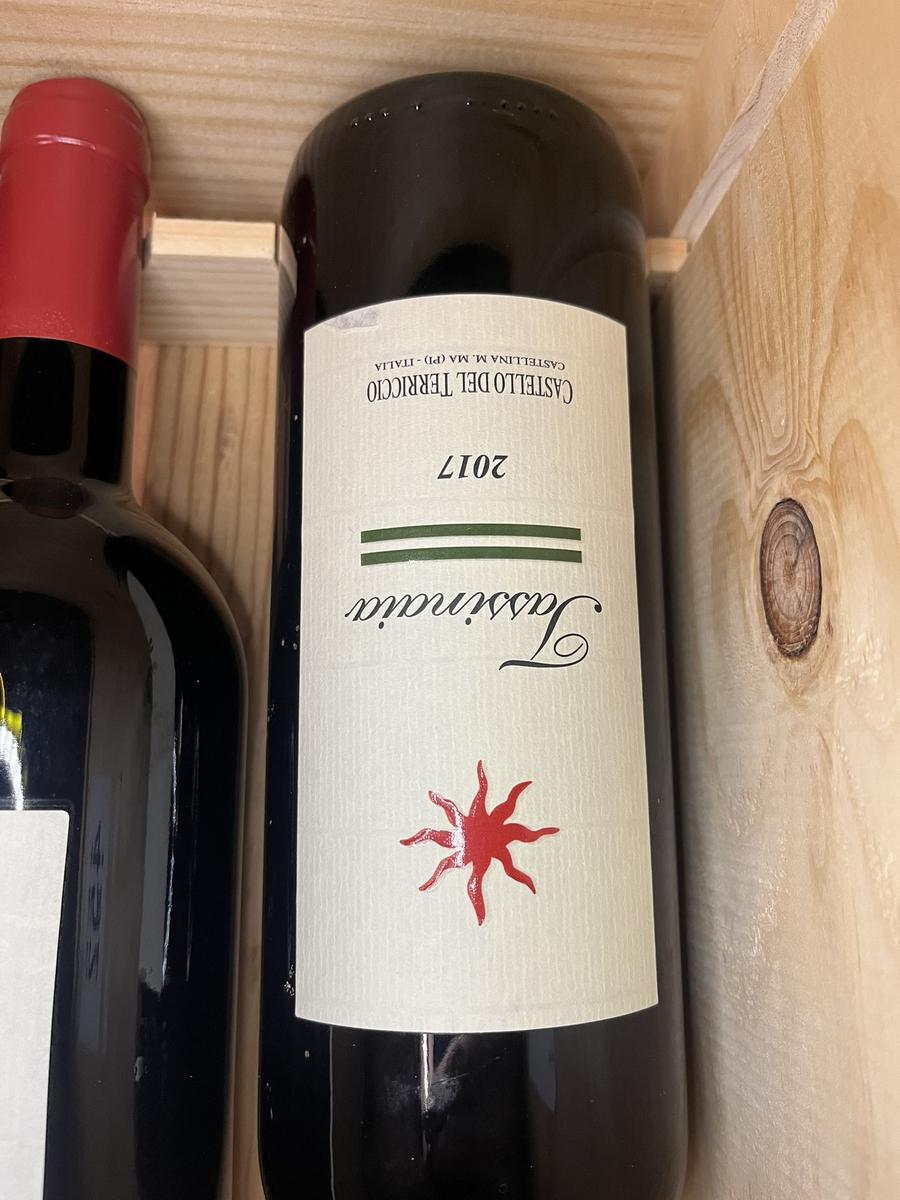 Tassinaia
2017
CASTELLO DEL TERRICCIO
CASTELLINA M. MA (PI) - ITALIA